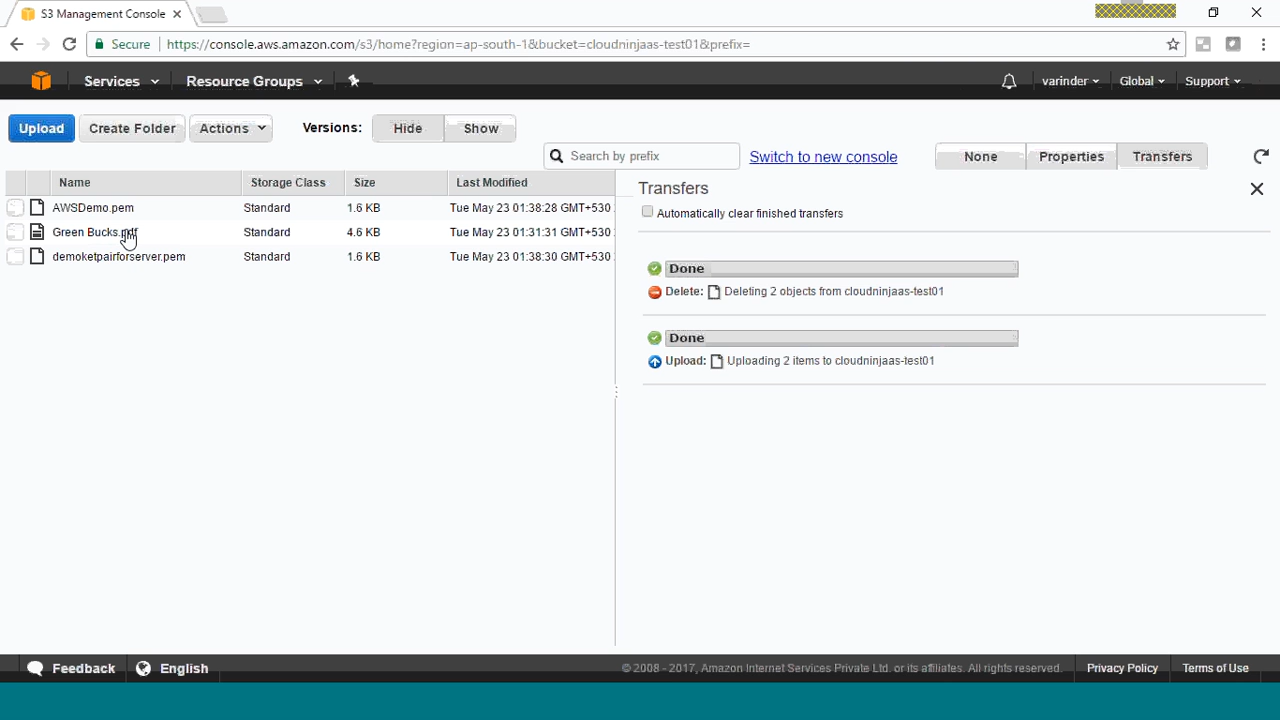 S3 Management Console
Secure https://console.aws.amazon.com/s3/home?region=ap-south-1&bucket=cloudninjaas-test01&prefix=
Services Resource Groups varinder Global Support
Upload Create Folder Actions Versions: Hide Show
Search by prefix Switch to new console None Properties Transfers
Name Storage Class Size Last Modified
AWSDemo.pem Standard 1.6 KB Tue May 23 01:38:28 GMT+530
Green Bucks.pdf Standard 4.6 KB Tue May 23 01:31:31 GMT+530
demoketpairforserver.pem Standard 1.6 KB Tue May 23 01:38:30 GMT+530
Transfers
Automatically clear finished transfers
Done
Delete: Deleting 2 objects from cloudninjaas-test01
Done
Upload: Uploading 2 items to cloudninjaas-test01
Feedback English © 2008 - 2017, Amazon Internet Services Private Ltd. or its affiliates. All rights reserved. Privacy Policy Terms of Use